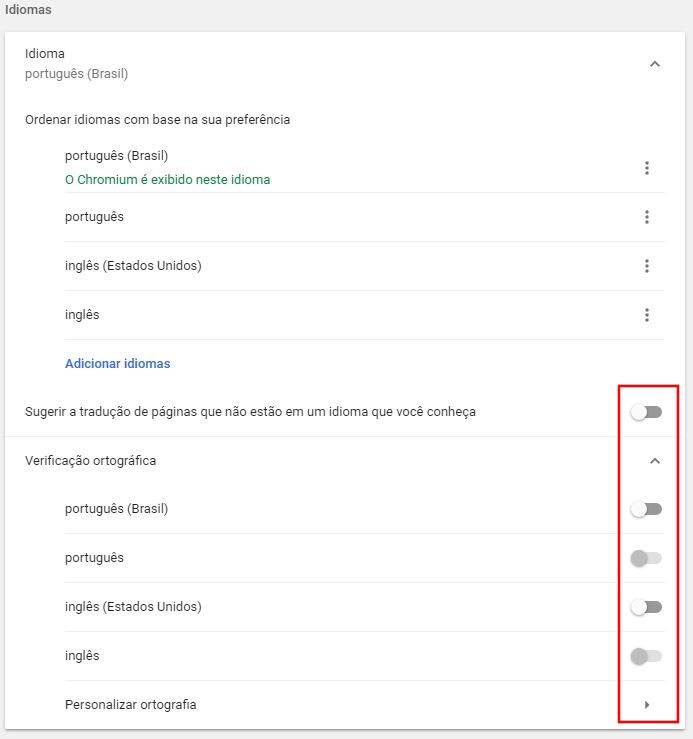 Idiomas
Idioma
português (Brasil)
Ordenar idiomas com base na sua preferência
português (Brasil)
O Chromium é exibido neste idioma
português
inglês (Estados Unidos)
inglês
Adicionar idiomas
Sugerir a tradução de páginas que não estão em um idioma que você conheça
Verificação ortográfica
português (Brasil)
português
inglês (Estados Unidos)
inglês
Personalizar ortografia